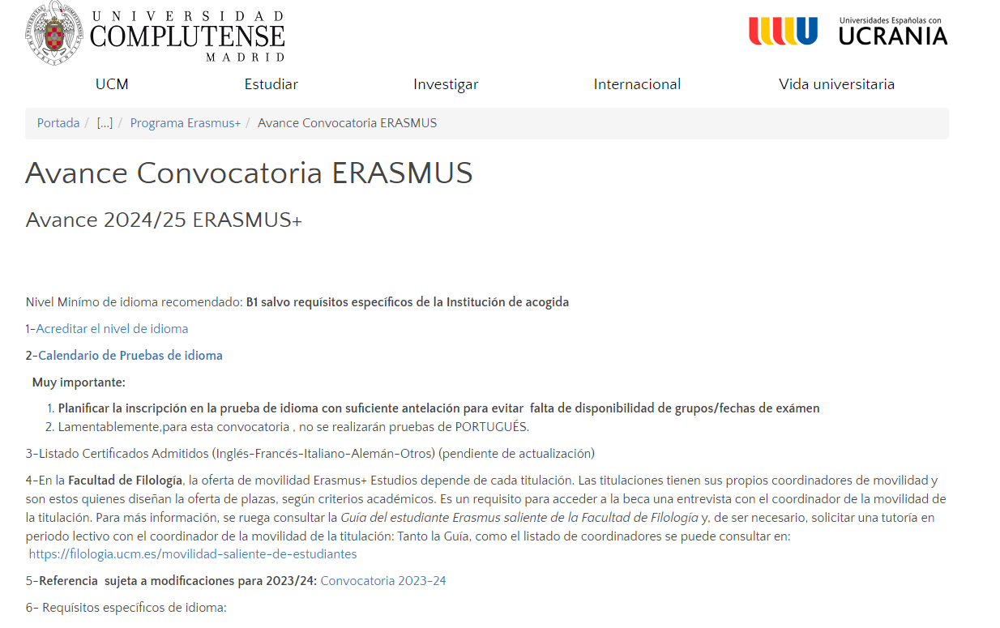 UNIVERSIDAD
COMPLUTENSE
MADRID
Universidades Españolas con
UCRANIA
UCM Estudiar Investigar Internacional Vida universitaria
Portada / [...] / Programa Erasmus+ / Avance Convocatoria ERASMUS
Avance Convocatoria ERASMUS
Avance 2024/25 ERASMUS+
Nivel Minímo de idioma recomendado: B1 salvo requísitos específicos de la Institución de acogida
1-Acreditar el nivel de idioma
2-Calendario de Pruebas de idioma
Muy importante:
1. Planificar la inscripción en la prueba de idioma con suficiente antelación para evitar falta de disponibilidad de grupos/fechas de exámen
2. Lamentablemente,para esta convocatoria , no se realizarán pruebas de PORTUGUÉS.
3-Listado Certificados Admitidos (Inglés-Francés-Italiano-Alemán-Otros) (pendiente de actualización)
4-En la Facultad de Filología, la oferta de movilidad Erasmus+ Estudios depende de cada titulación. Las titulaciones tienen sus propios coordinadores de movilidad y
son estos quienes diseñan la oferta de plazas, según criterios académicos. Es un requisito para acceder a la beca una entrevista con el coordinador de la movilidad de
la titulación. Para más información, se ruega consultar la Guía del estudiante Erasmus saliente de la Facultad de Filología y, de ser necesario, solicitar una tutoría en
periodo lectivo con el coordinador de la movilidad de la titulación: Tanto la Guía, como el listado de coordinadores se puede consultar en:
https://filologia.ucm.es/movilidad-saliente-de-estudiantes
5-Referencia sujeta a modificaciones para 2023/24: Convocatoria 2023-24
6- Requísitos específicos de idioma: